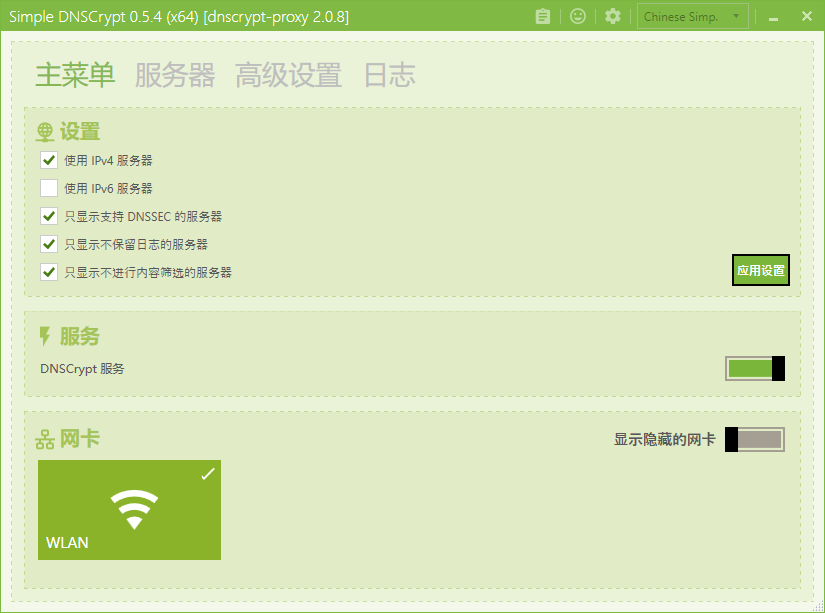 Simple DNSCrypt 0.5.4 (x64) [dnscrypt-proxy 2.0.8]
Chinese Simp.
主菜单 服务器 高级设置 日志
设置
使用 IPv4 服务器
使用 IPv6 服务器
只显示支持 DNSSEC 的服务器
只显示不保留日志的服务器
只显示不进行内容筛选的服务器
应用设置
服务
DNSCrypt 服务
网卡
显示隐藏的网卡
WLAN